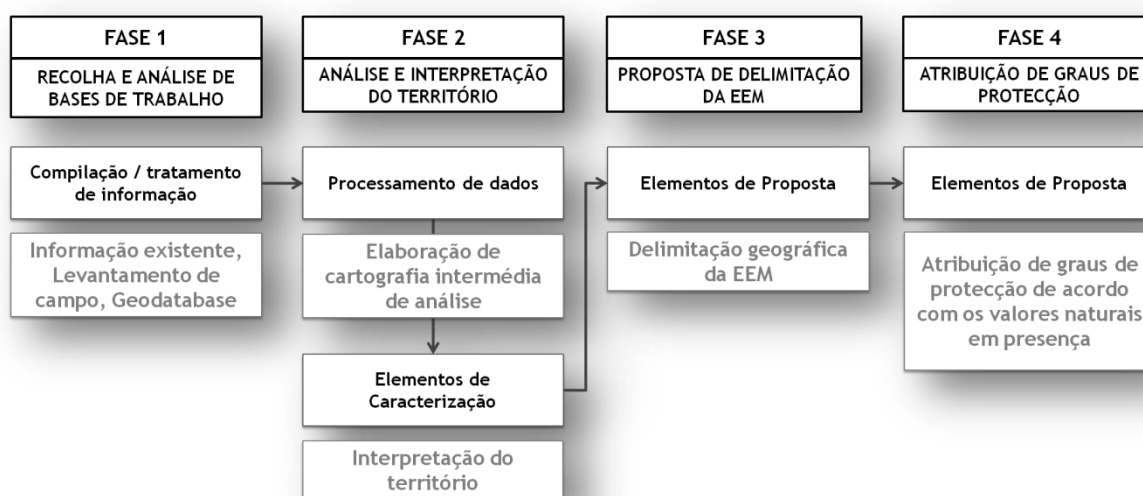 FASE 1
RECOLHA E ANÁLISE DE
BASES DE TRABALHO
Compilação / tratamento
de informação
Informação existente,
Levantamento de
campo, Geodatabase
FASE 2
ANÁLISE E INTERPRETAÇÃO
DO TERRITÓRIO
Processamento de dados
Elaboração de
cartografia intermédia
de análise
Elementos de
Caracterização
Interpretação do
território
FASE 3
PROPOSTA DE DELIMITAÇÃO
DA EEM
Elementos de Proposta
Delimitação geográfica
da EEM
FASE 4
ATRIBUIÇÃO DE GRAUS DE
PROTECÇÃO
Elementos de Proposta
Atribuição de graus de
protecção de acordo
com os valores naturais
em presença